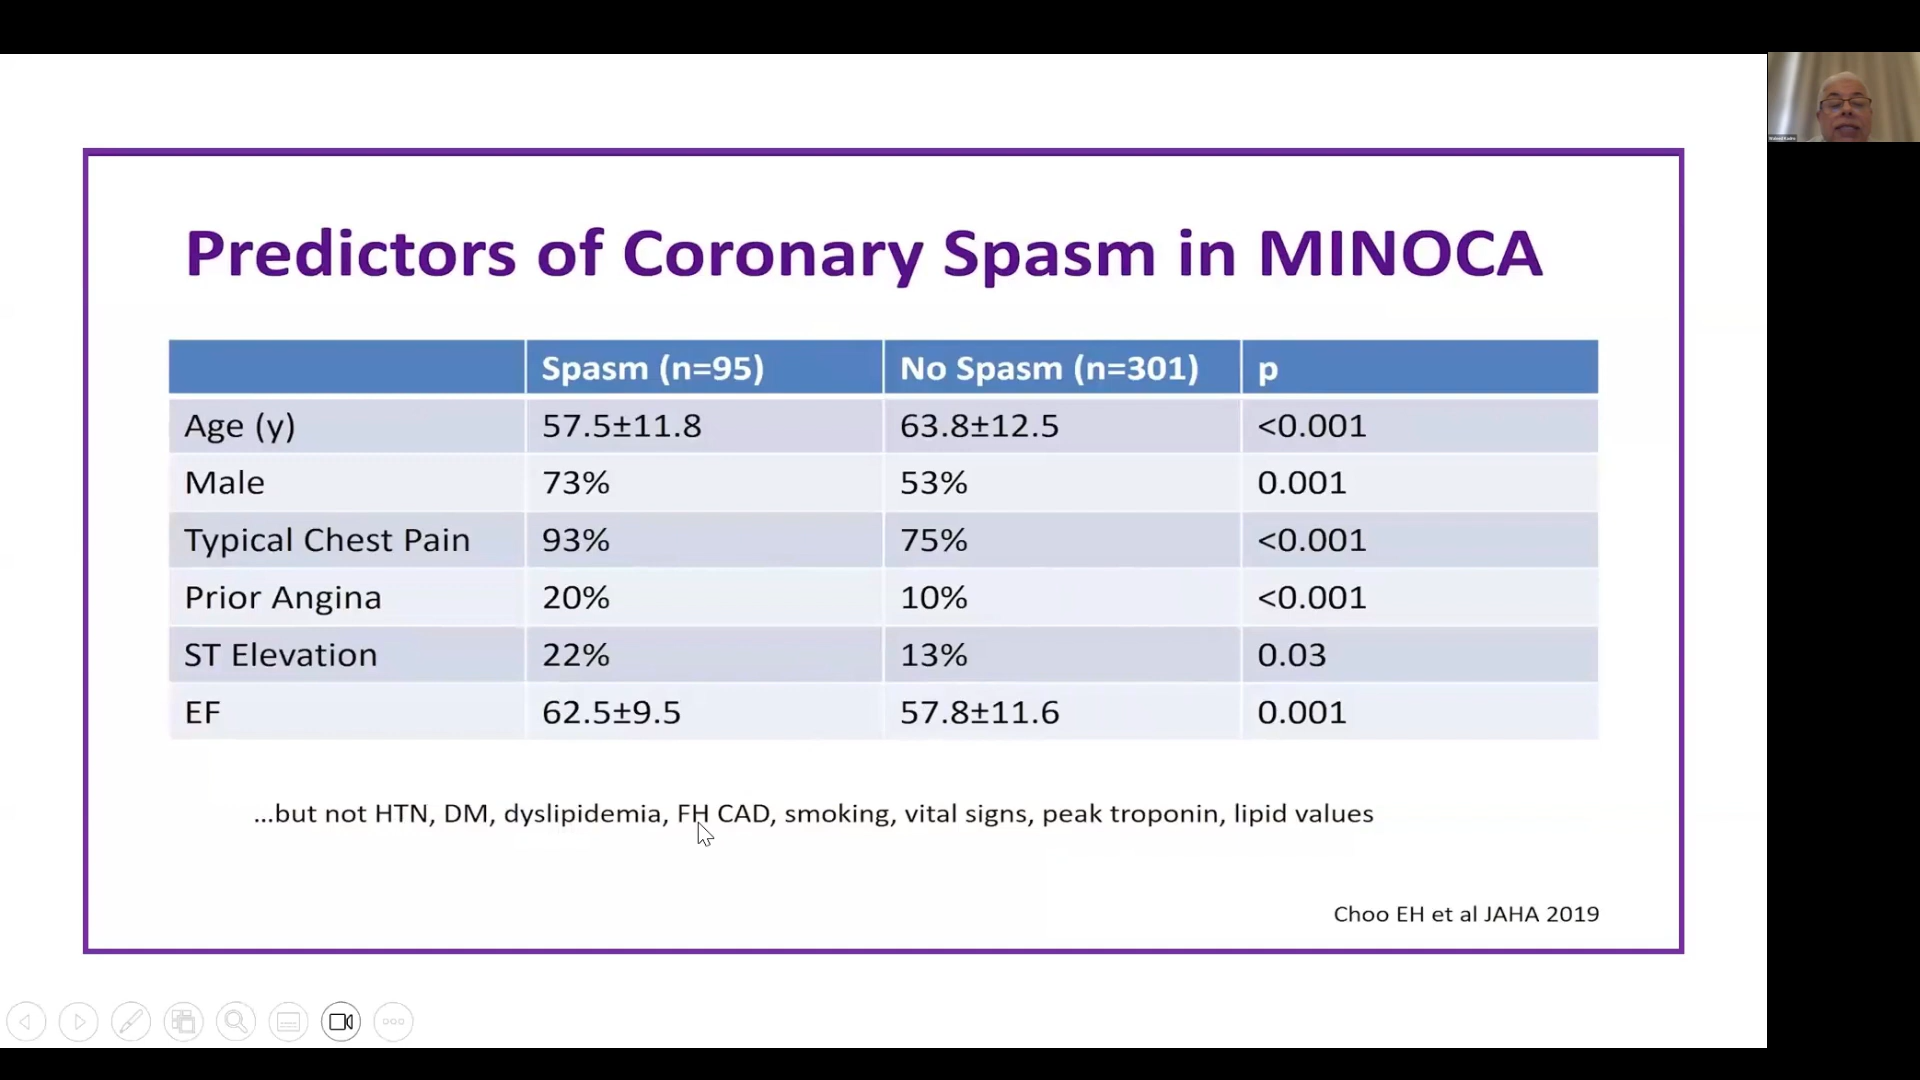 Predictors of Coronary Spasm in MINOCA
Spasm (n=95) No Spasm (n=301) p
Age (y) 57.5±11.8 63.8±12.5 <0.001
Male 73% 53% 0.001
Typical Chest Pain 93% 75% <0.001
Prior Angina 20% 10% <0.001
ST Elevation 22% 13% 0.03
EF 62.5±9.5 57.8±11.6 0.001
...but not HTN, DM, dyslipidemia, FH CAD, smoking, vital signs, peak troponin, lipid values
Choo EH et al JAHA 2019